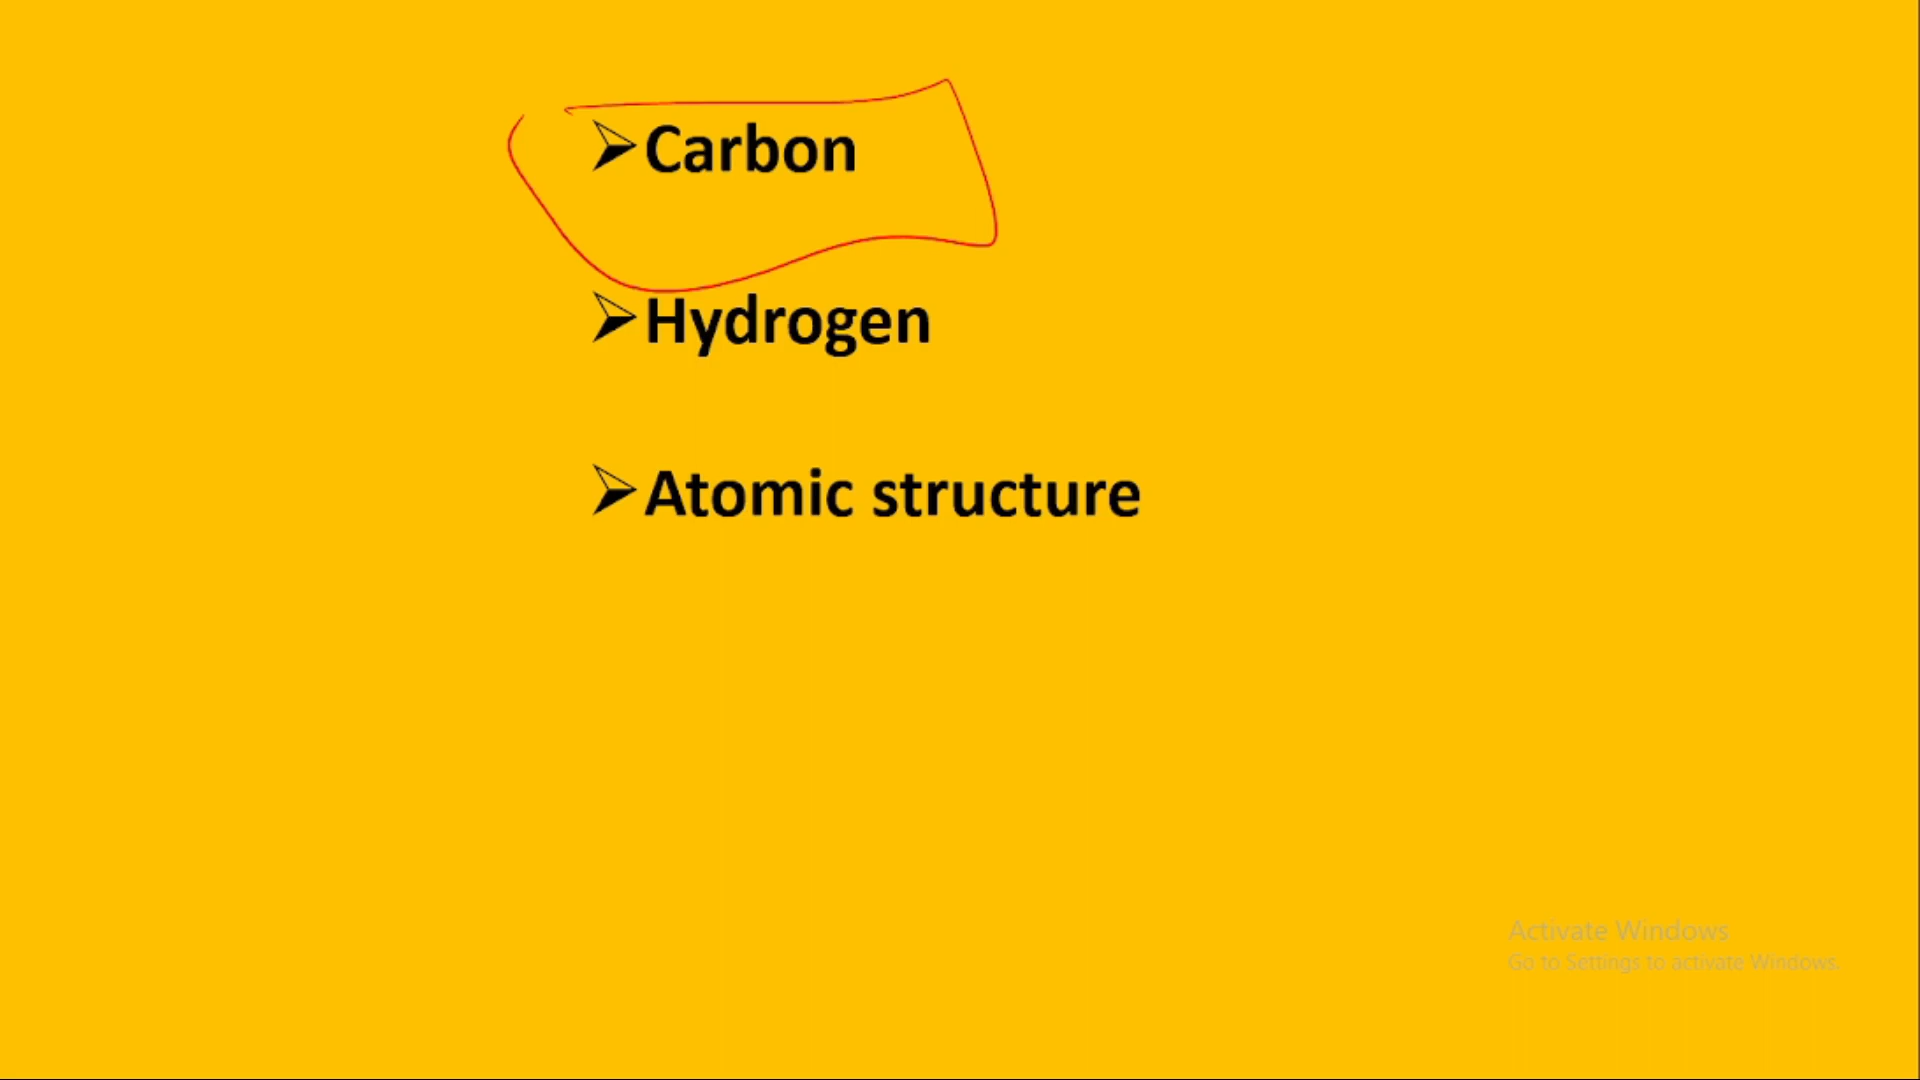 ➢Carbon
➢Hydrogen
➢Atomic structure
Activate Windows
Go to Settings to activate Windows.